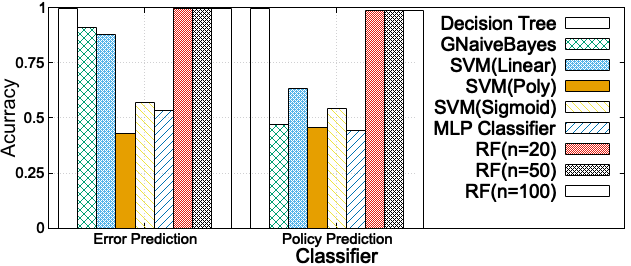 1
0.75
0.5
0.25
0
Acurracy
Error Prediction
Policy Prediction
Classifier
Decision Tree
GNaiveBayes
SVM(Linear)
SVM(Poly)
SVM(Sigmoid)
MLP Classifier
RF(n=20)
RF(n=50)
RF(n=100)